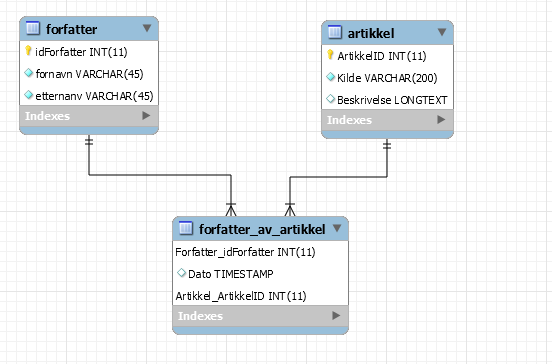 forfatter
idForfatter INT(11)
fornavn VARCHAR(45)
etternanv VARCHAR(45)
Indexes
artikkel
ArtikkelID INT(11)
Kilde VARCHAR(200)
Beskrivelse LONGTEXT
Indexes
forfatter_av_artikkel
Forfatter_idForfatter INT(11)
Dato TIMESTAMP
Artikkel_ArtikkelID INT(11)
Indexes